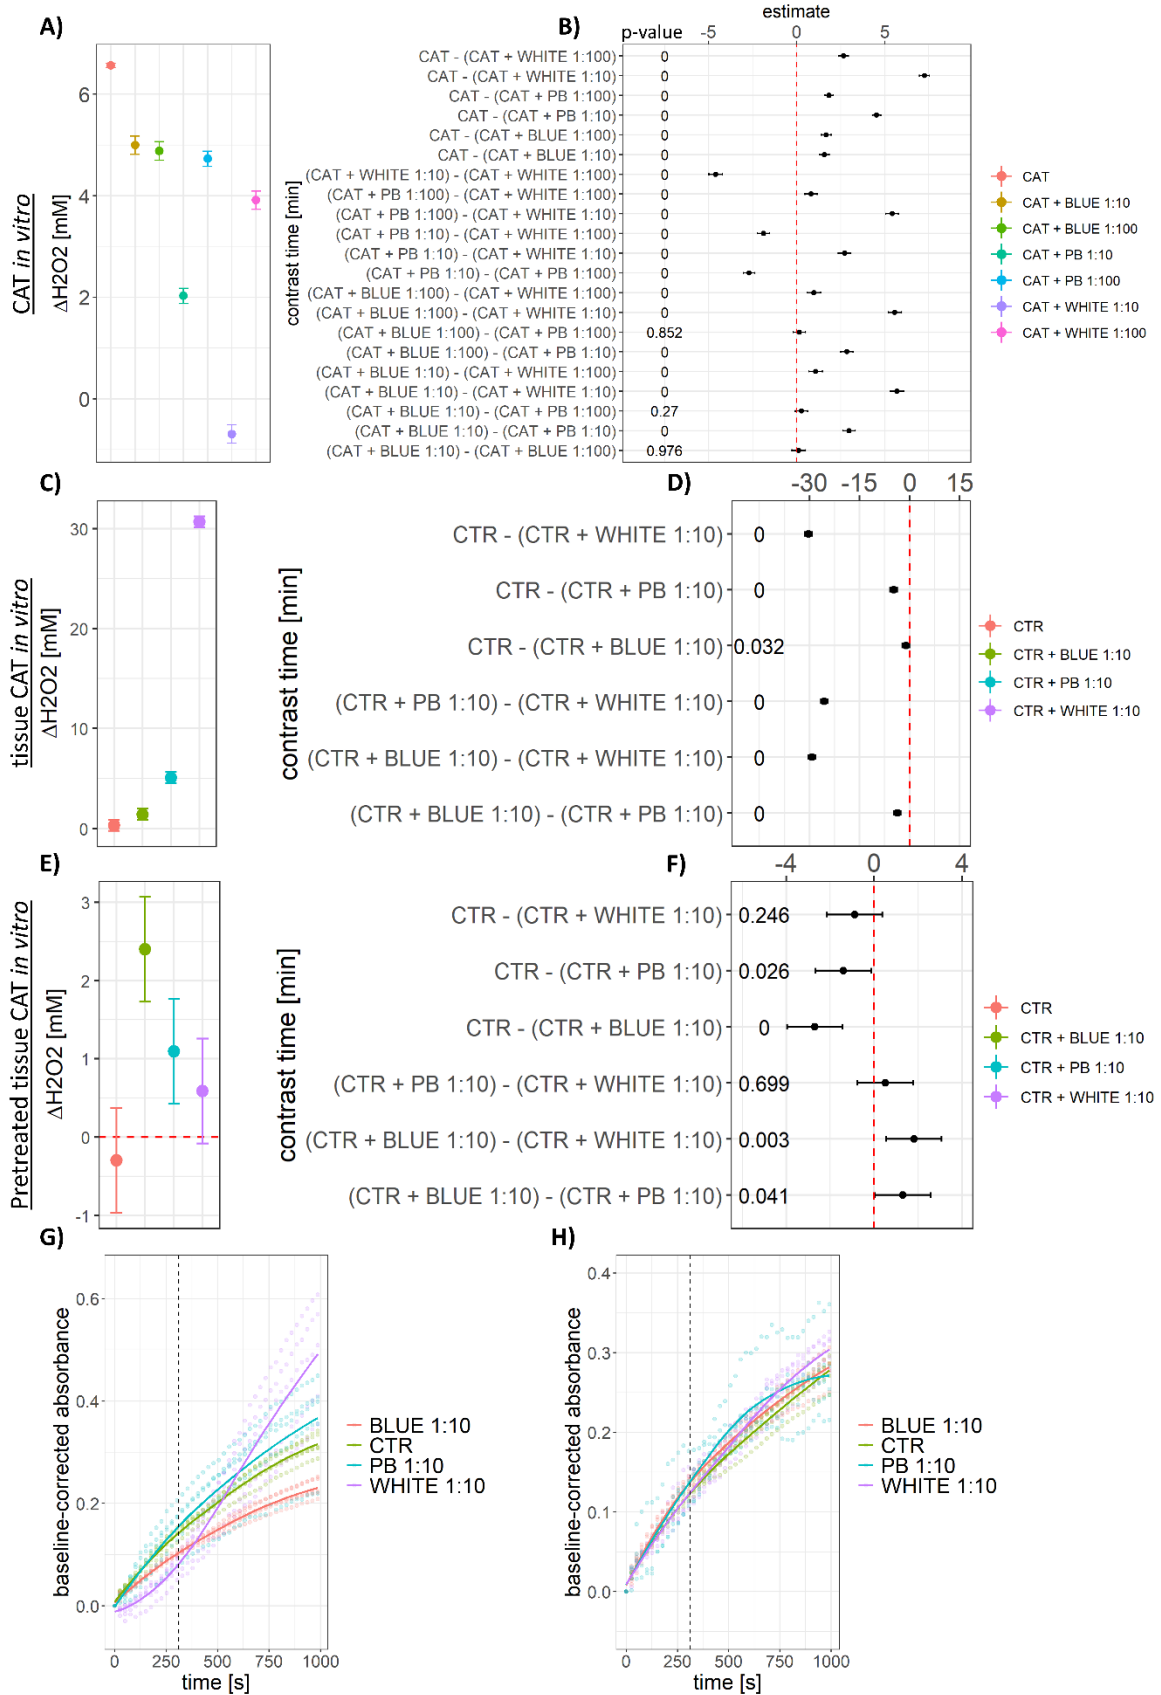 A)
CAT in vitro
ΔH2O2 [mM]
6
4
2
0
B)
estimate
p-value
-5
0
5
contrast time [min]
CAT - (CAT + WHITE 1:100) 0
CAT - (CAT + WHITE 1:10) 0
CAT - (CAT + PB 1:100) 0
CAT - (CAT + PB 1:10) 0
CAT - (CAT + BLUE 1:100) 0
CAT - (CAT + BLUE 1:10) 0
(CAT + WHITE 1:10) - (CAT + WHITE 1:100) 0
(CAT + PB 1:100) - (CAT + WHITE 1:100) 0
(CAT + PB 1:100) - (CAT + WHITE 1:10) 0
(CAT + PB 1:10) - (CAT + WHITE 1:100) 0
(CAT + PB 1:10) - (CAT + WHITE 1:10) 0
(CAT + PB 1:10) - (CAT + PB 1:100) 0
(CAT + BLUE 1:100) - (CAT + WHITE 1:100) 0
(CAT + BLUE 1:100) - (CAT + WHITE 1:10) 0
(CAT + BLUE 1:100) - (CAT + PB 1:100) 0.852
(CAT + BLUE 1:100) - (CAT + PB 1:10) 0
(CAT + BLUE 1:10) - (CAT + WHITE 1:100) 0
(CAT + BLUE 1:10) - (CAT + WHITE 1:10) 0
(CAT + BLUE 1:10) - (CAT + PB 1:100) 0.27
(CAT + BLUE 1:10) - (CAT + PB 1:10) 0
(CAT + BLUE 1:10) - (CAT + BLUE 1:100) 0.976
CAT
CAT + BLUE 1:10
CAT + BLUE 1:100
CAT + PB 1:10
CAT + PB 1:100
CAT + WHITE 1:10
CAT + WHITE 1:100
C)
tissue CAT in vitro
ΔH2O2 [mM]
30
20
10
0
D)
-30
-15
0
15
contrast time [min]
CTR - (CTR + WHITE 1:10) 0
CTR - (CTR + PB 1:10) 0
CTR - (CTR + BLUE 1:10) 0.032
(CTR + PB 1:10) - (CTR + WHITE 1:10) 0
(CTR + BLUE 1:10) - (CTR + WHITE 1:10) 0
(CTR + BLUE 1:10) - (CTR + PB 1:10) 0
CTR
CTR + BLUE 1:10
CTR + PB 1:10
CTR + WHITE 1:10
E)
Pretreated tissue CAT in vitro
ΔH2O2 [mM]
3
2
1
0
-1
F)
-4
0
4
contrast time [min]
CTR - (CTR + WHITE 1:10) 0.246
CTR - (CTR + PB 1:10) 0.026
CTR - (CTR + BLUE 1:10) 0
(CTR + PB 1:10) - (CTR + WHITE 1:10) 0.699
(CTR + BLUE 1:10) - (CTR + WHITE 1:10) 0.003
(CTR + BLUE 1:10) - (CTR + PB 1:10) 0.041
CTR
CTR + BLUE 1:10
CTR + PB 1:10
CTR + WHITE 1:10
G)
baseline-corrected absorbance
0.6
0.4
0.2
0.0
0 250 500 750 1000
time [s]
BLUE 1:10
CTR
PB 1:10
WHITE 1:10
H)
baseline-corrected absorbance
0.4
0.3
0.2
0.1
0.0
0 250 500 750 1000
time [s]
BLUE 1:10
CTR
PB 1:10
WHITE 1:10